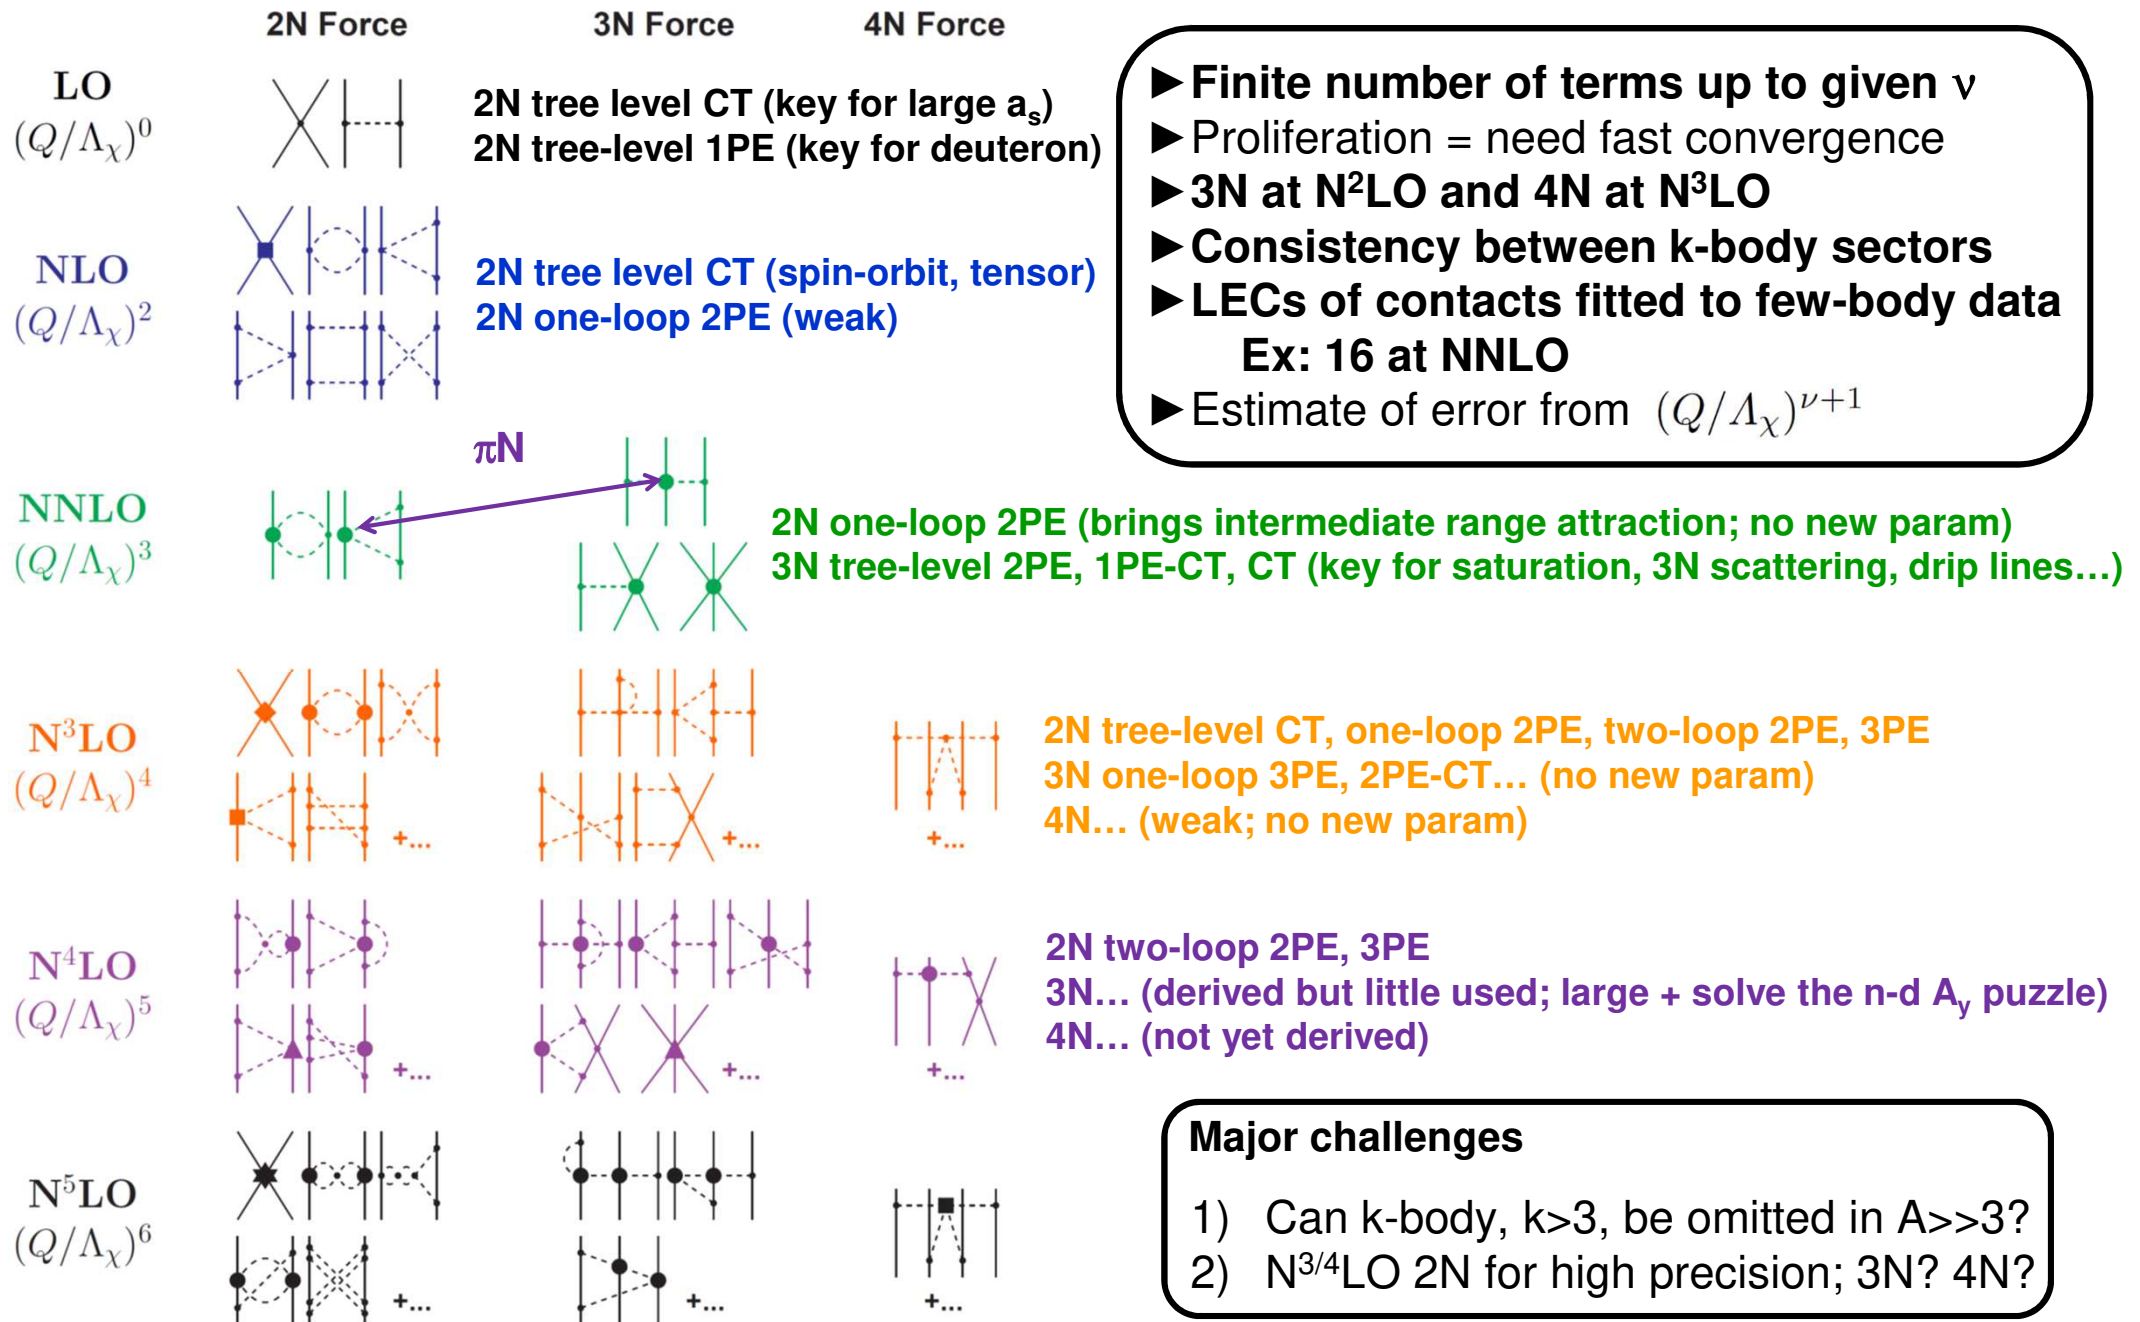 2N Force 3N Force 4N Force
LO
(Q/Λχ)⁰
2N tree level CT (key for large aₛ)
2N tree-level 1PE (key for deuteron)
►Finite number of terms up to given ν
►Proliferation = need fast convergence
►3N at N²LO and 4N at N³LO
►Consistency between k-body sectors
►LECs of contacts fitted to few-body data
Ex: 16 at NNLO
►Estimate of error from (Q/Λχ)^ν+1
NLO
(Q/Λχ)²
2N tree level CT (spin-orbit, tensor)
2N one-loop 2PE (weak)
πN
NNLO
(Q/Λχ)³
2N one-loop 2PE (brings intermediate range attraction; no new param)
3N tree-level 2PE, 1PE-CT, CT (key for saturation, 3N scattering, drip lines…)
N³LO
(Q/Λχ)⁴
+... +... +...
2N tree-level CT, one-loop 2PE, two-loop 2PE, 3PE
3N one-loop 3PE, 2PE-CT… (no new param)
4N… (weak; no new param)
N⁴LO
(Q/Λχ)⁵
+... +... +...
2N two-loop 2PE, 3PE
3N… (derived but little used; large + solve the n-d Aᵧ puzzle)
4N… (not yet derived)
N⁵LO
(Q/Λχ)⁶
+... +... +...
Major challenges
1) Can k-body, k>3, be omitted in A>>3?
2) N³ᐟ⁴LO 2N for high precision; 3N? 4N?